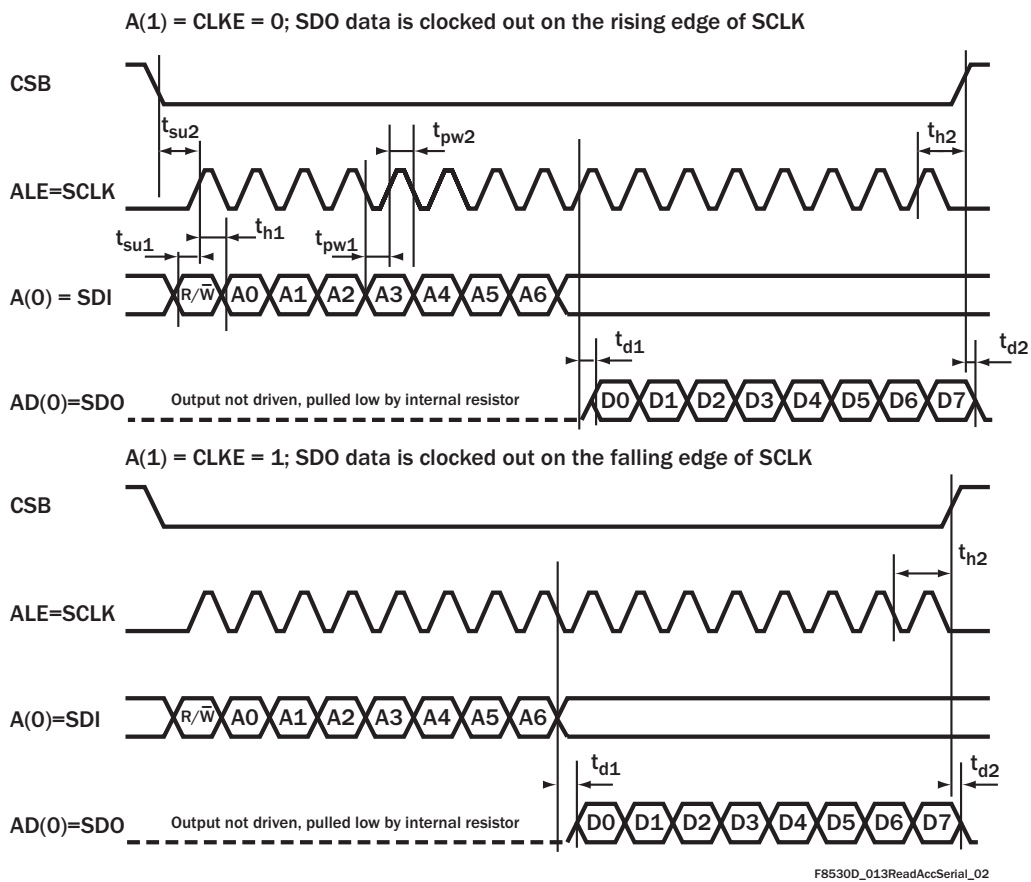 A(1) = CLKE = 0; SDO data is clocked out on the rising edge of SCLK
CSB
tsu2
tpw2
th2
ALE=SCLK
tsu1
th1
tpw1
A(0) = SDI
R/W̅ A0 A1 A2 A3 A4 A5 A6
td1
td2
AD(0)=SDO
Output not driven, pulled low by internal resistor
D0 D1 D2 D3 D4 D5 D6 D7
A(1) = CLKE = 1; SDO data is clocked out on the falling edge of SCLK
CSB
th2
ALE=SCLK
A(0)=SDI
R/W̅ A0 A1 A2 A3 A4 A5 A6
td1
td2
AD(0)=SDO
Output not driven, pulled low by internal resistor
D0 D1 D2 D3 D4 D5 D6 D7
F8530D_013ReadAccSerial_02